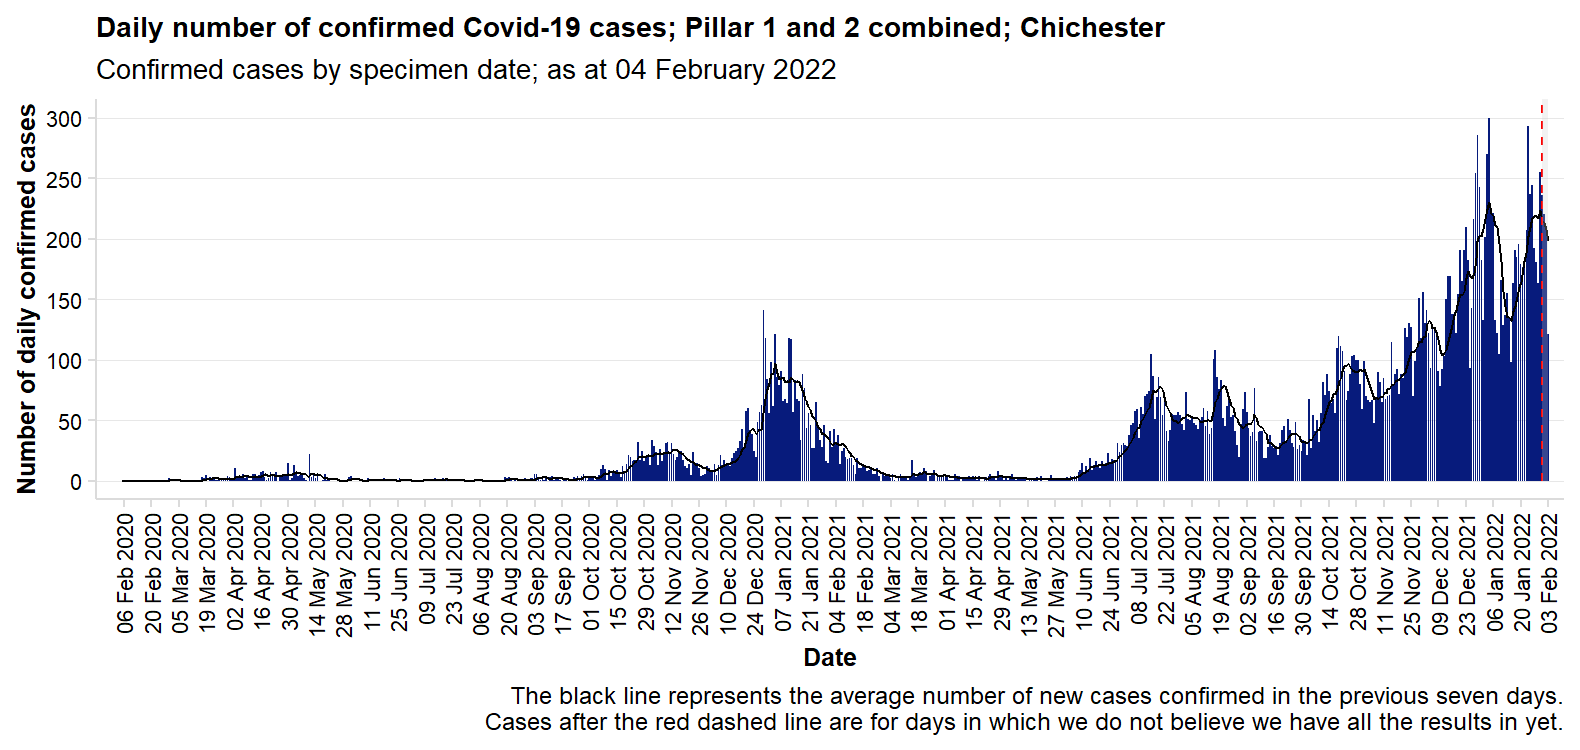 Daily number of confirmed Covid-19 cases; Pillar 1 and 2 combined; Chichester
Confirmed cases by specimen date; as at 04 February 2022
Number of daily confirmed cases
300
250
200
150
100
50
0
06 Feb 2020
20 Feb 2020
05 Mar 2020
19 Mar 2020
02 Apr 2020
16 Apr 2020
30 Apr 2020
14 May 2020
28 May 2020
11 Jun 2020
25 Jun 2020
09 Jul 2020
23 Jul 2020
06 Aug 2020
20 Aug 2020
03 Sep 2020
17 Sep 2020
01 Oct 2020
15 Oct 2020
29 Oct 2020
12 Nov 2020
26 Nov 2020
10 Dec 2020
24 Dec 2020
07 Jan 2021
21 Jan 2021
04 Feb 2021
18 Feb 2021
04 Mar 2021
18 Mar 2021
01 Apr 2021
15 Apr 2021
29 Apr 2021
13 May 2021
27 May 2021
10 Jun 2021
24 Jun 2021
08 Jul 2021
22 Jul 2021
05 Aug 2021
19 Aug 2021
02 Sep 2021
16 Sep 2021
30 Sep 2021
14 Oct 2021
28 Oct 2021
11 Nov 2021
25 Nov 2021
09 Dec 2021
23 Dec 2021
06 Jan 2022
20 Jan 2022
03 Feb 2022
Date
The black line represents the average number of new cases confirmed in the previous seven days.
Cases after the red dashed line are for days in which we do not believe we have all the results in yet.